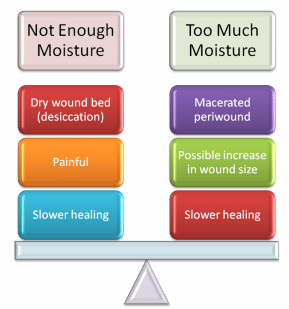 Not Enough
Moisture
Too Much
Moisture
Dry wound bed
(desiccation)
Macerated
periwound
Painful
Possible increase
in wound size
Slower healing
Slower healing